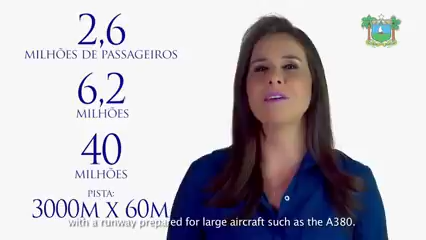 2,6
MILHÕES DE PASSAGEIROS
6,2
MILHÕES
40
MILHÕES
PISTA:
3000M X 60M
with a runway prepared for large aircraft such as the A380.